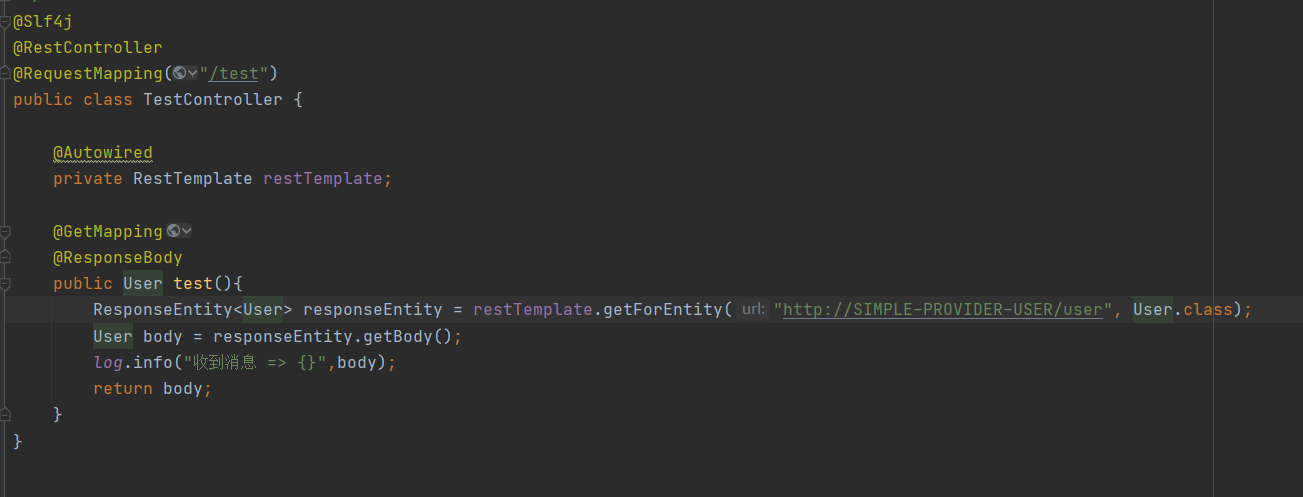 @Slf4j
@RestController
@RequestMapping("/test")
public class TestController {
@Autowired
private RestTemplate restTemplate;
@GetMapping
@ResponseBody
public User test(){
ResponseEntity<User> responseEntity = restTemplate.getForEntity( url: "http://SIMPLE-PROVIDER-USER/user", User.class);
User body = responseEntity.getBody();
log.info("收到消息 => {}",body);
return body;
}
}